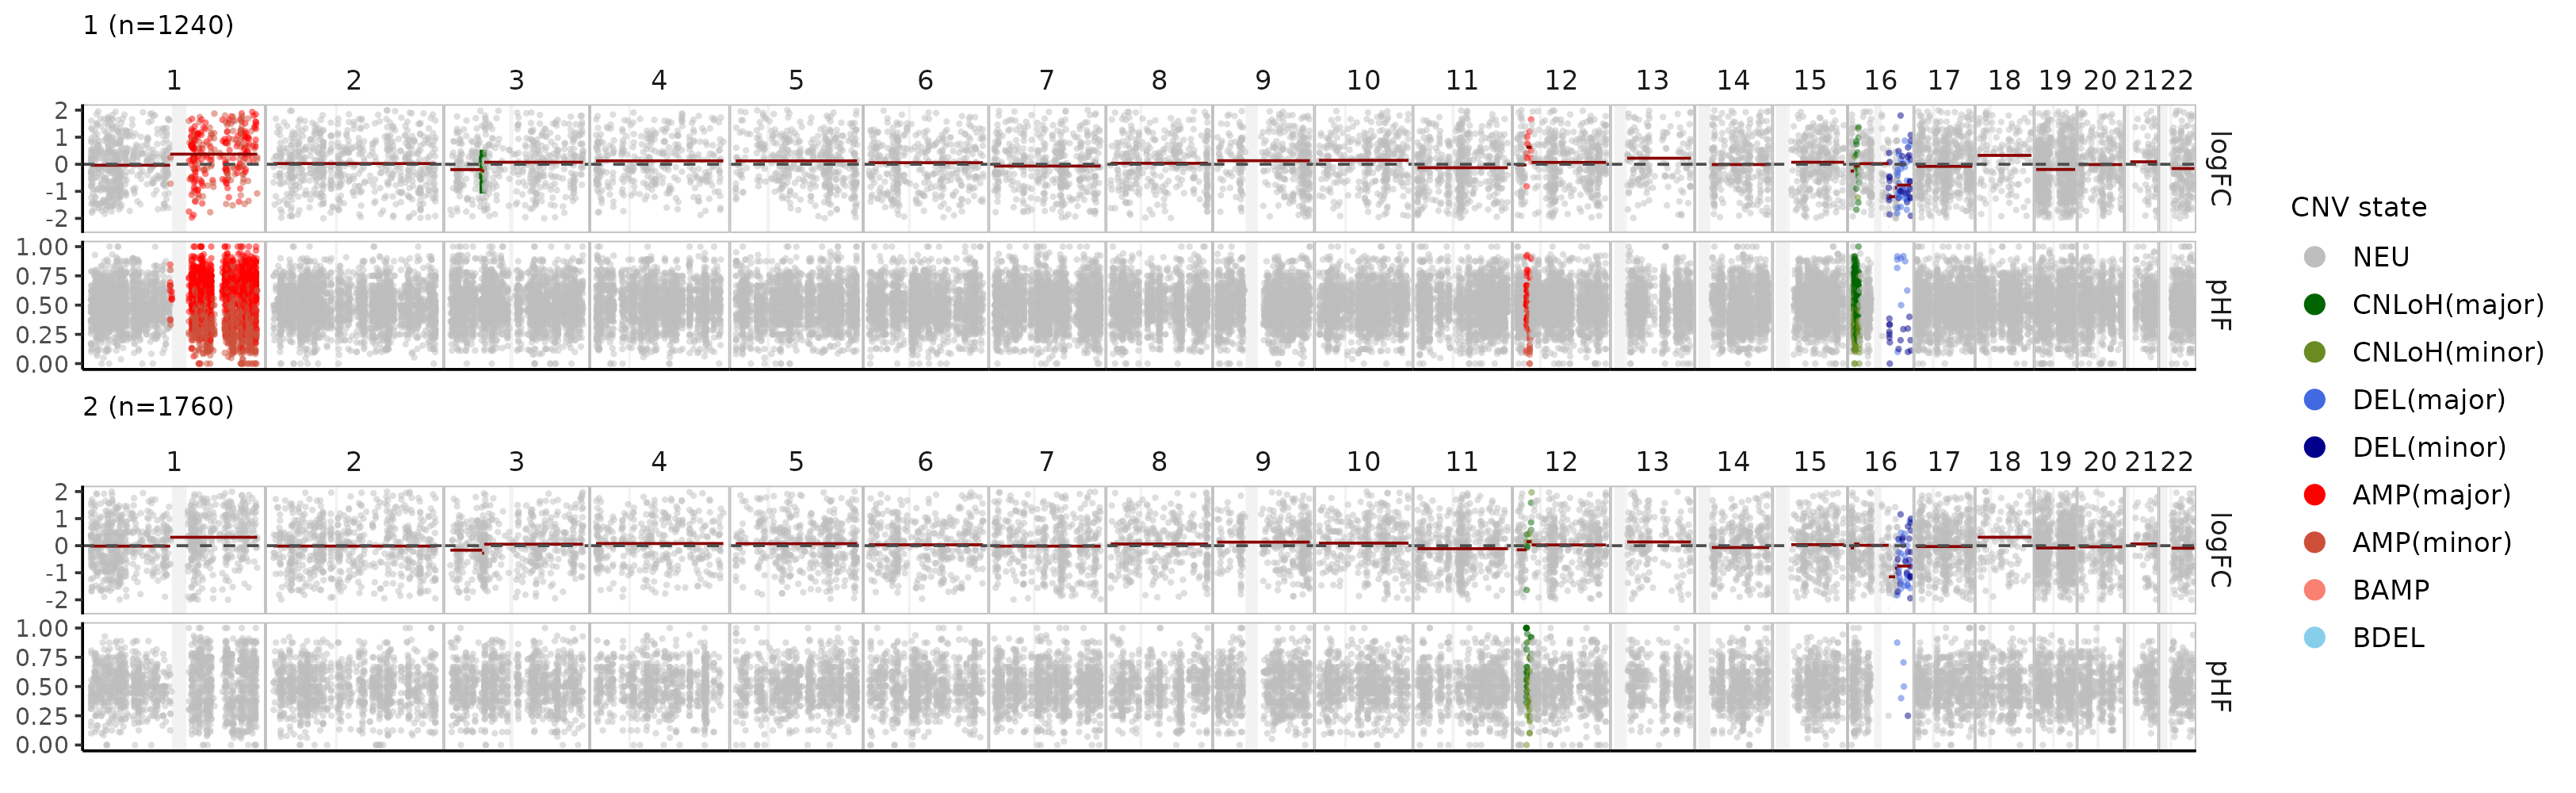 1 (n=1240)
1 2 3 4 5 6 7 8 9 10 11 12 13 14 15 16 17 18 19 20 21 22
2
1
0
-1
-2
logFC
1.00
0.75
0.50
0.25
0.00
pHF
2 (n=1760)
1 2 3 4 5 6 7 8 9 10 11 12 13 14 15 16 17 18 19 20 21 22
2
1
0
-1
-2
logFC
1.00
0.75
0.50
0.25
0.00
pHF
CNV state
NEU
CNLoH(major)
CNLoH(minor)
DEL(major)
DEL(minor)
AMP(major)
AMP(minor)
BAMP
BDEL